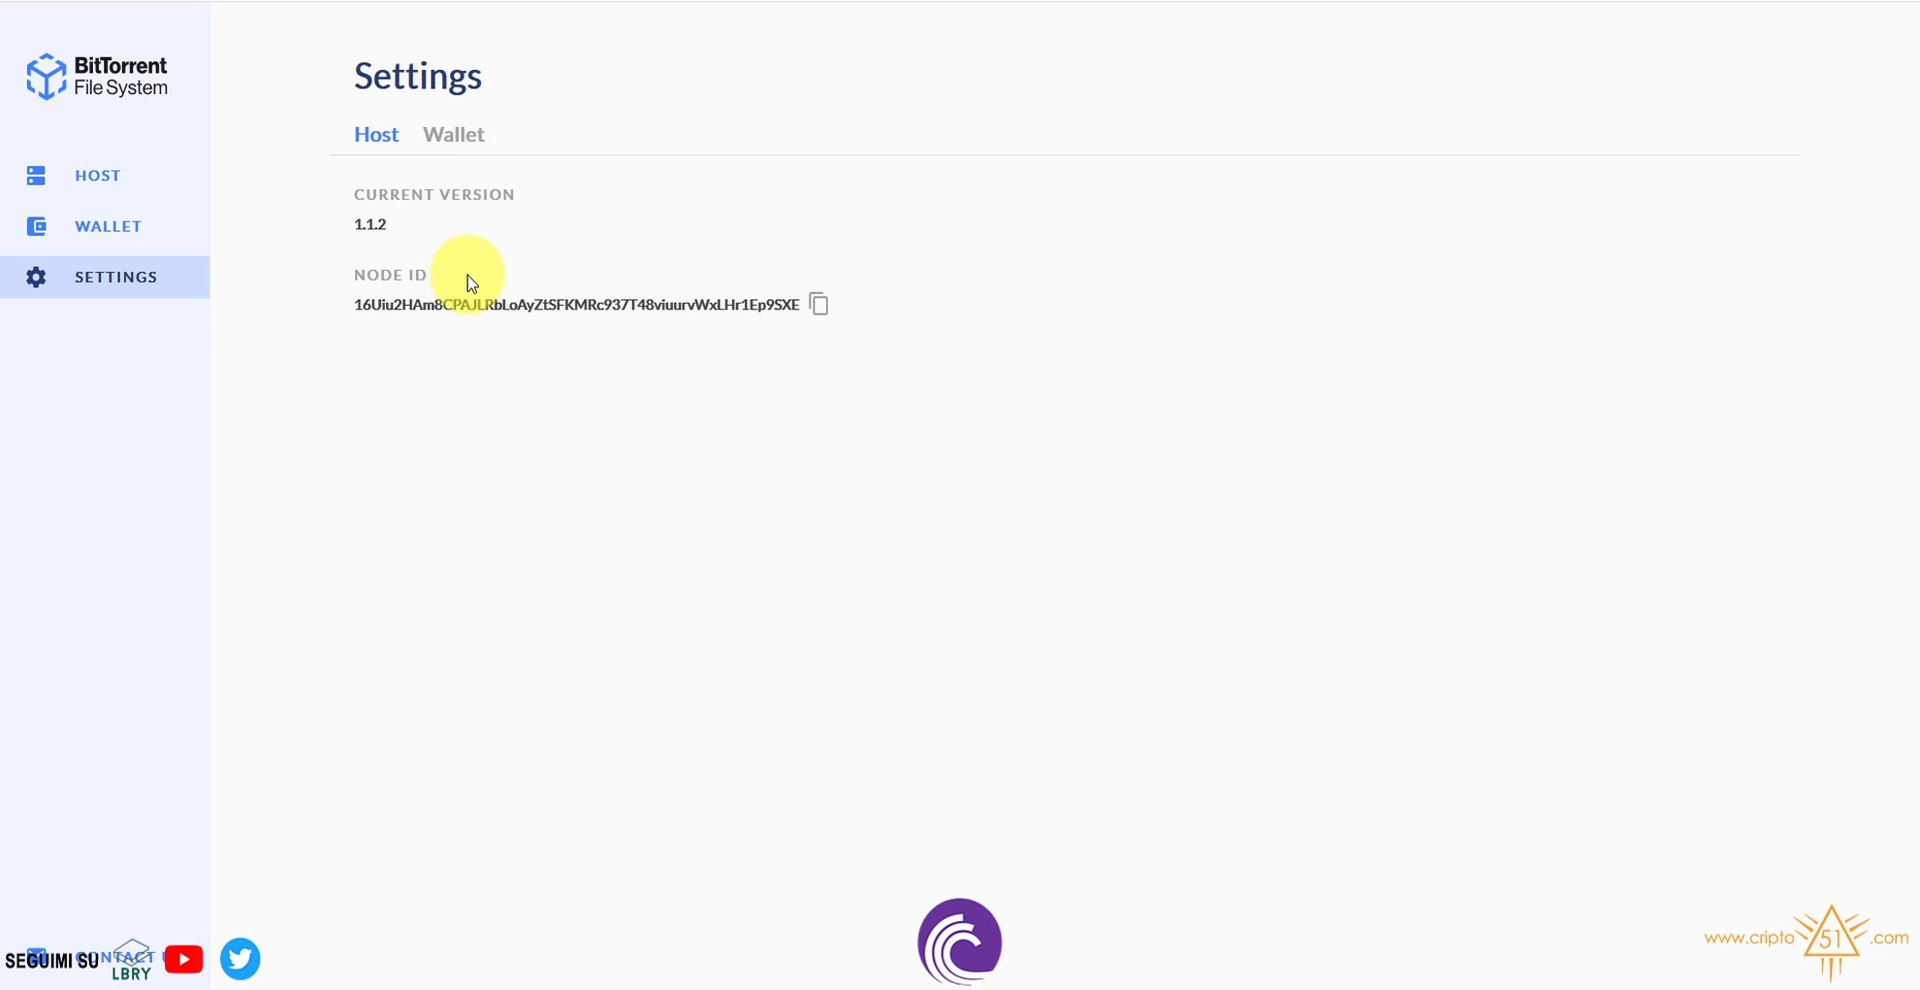 BitTorrent
File System
HOST
WALLET
SETTINGS
Settings
Host Wallet
CURRENT VERSION
1.1.2
NODE ID
16Uiu2HAm8CPAJLRbLoAyZtSFKMRc937T48viuurvWxLHr1Ep9SXE
CONTACT
SEGUIMI SU
LBRY
www.cripto51.com